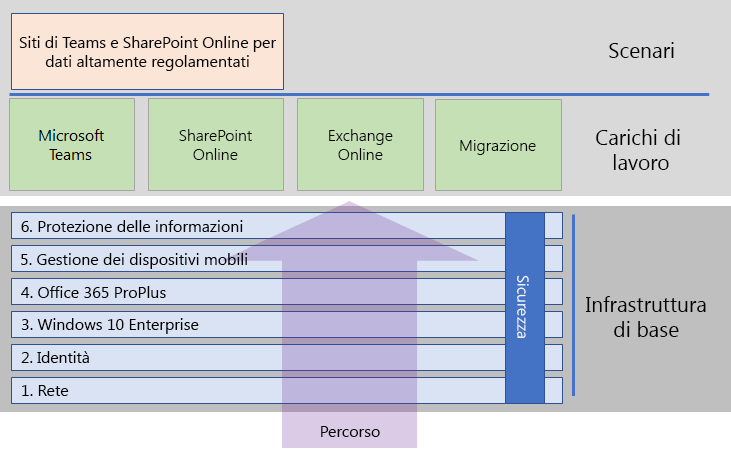 Siti di Teams e SharePoint Online per
dati altamente regolamentati
Scenari
Microsoft
Teams
SharePoint
Online
Exchange
Online
Migrazione
Carichi di
lavoro
6. Protezione delle informazioni
5. Gestione dei dispositivi mobili
4. Office 365 ProPlus
3. Windows 10 Enterprise
2. Identità
1. Rete
Sicurezza
Infrastruttura
di base
Percorso